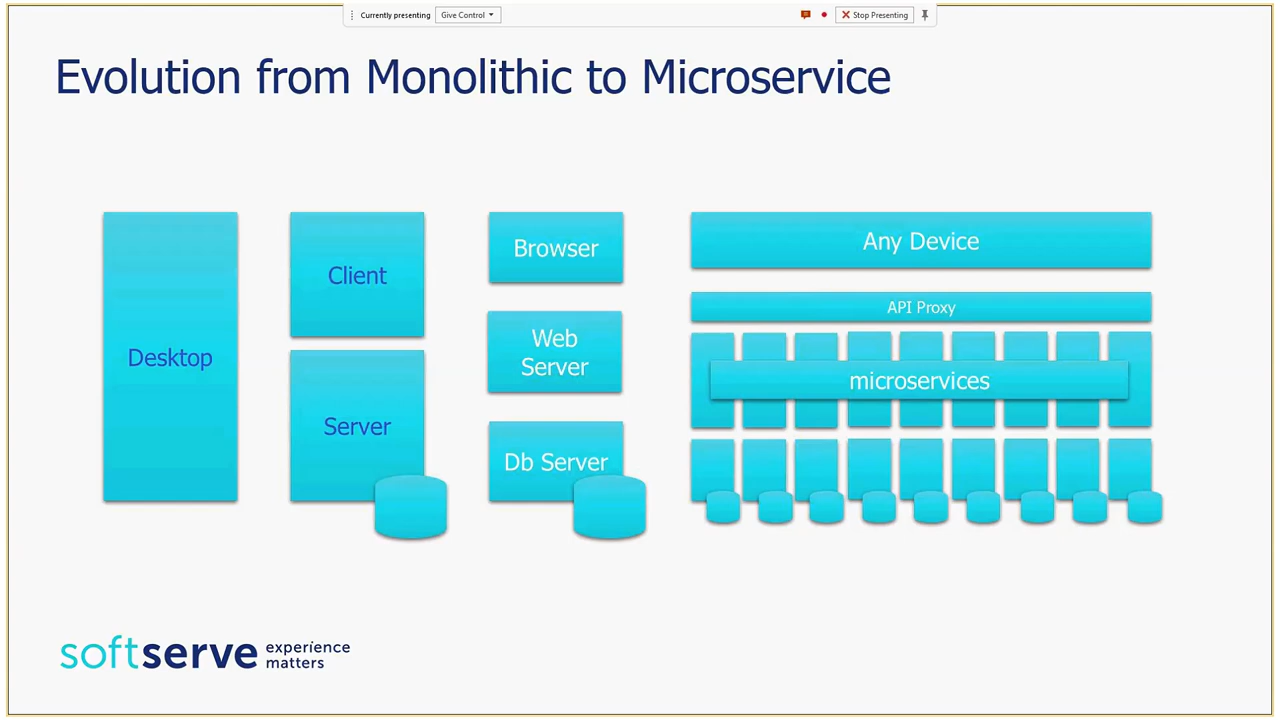 Currently presenting
Give Control
Stop Presenting
Evolution from Monolithic to Microservice
Desktop
Client
Server
Browser
Web
Server
Db Server
Any Device
API Proxy
microservices
softserve
experience
matters